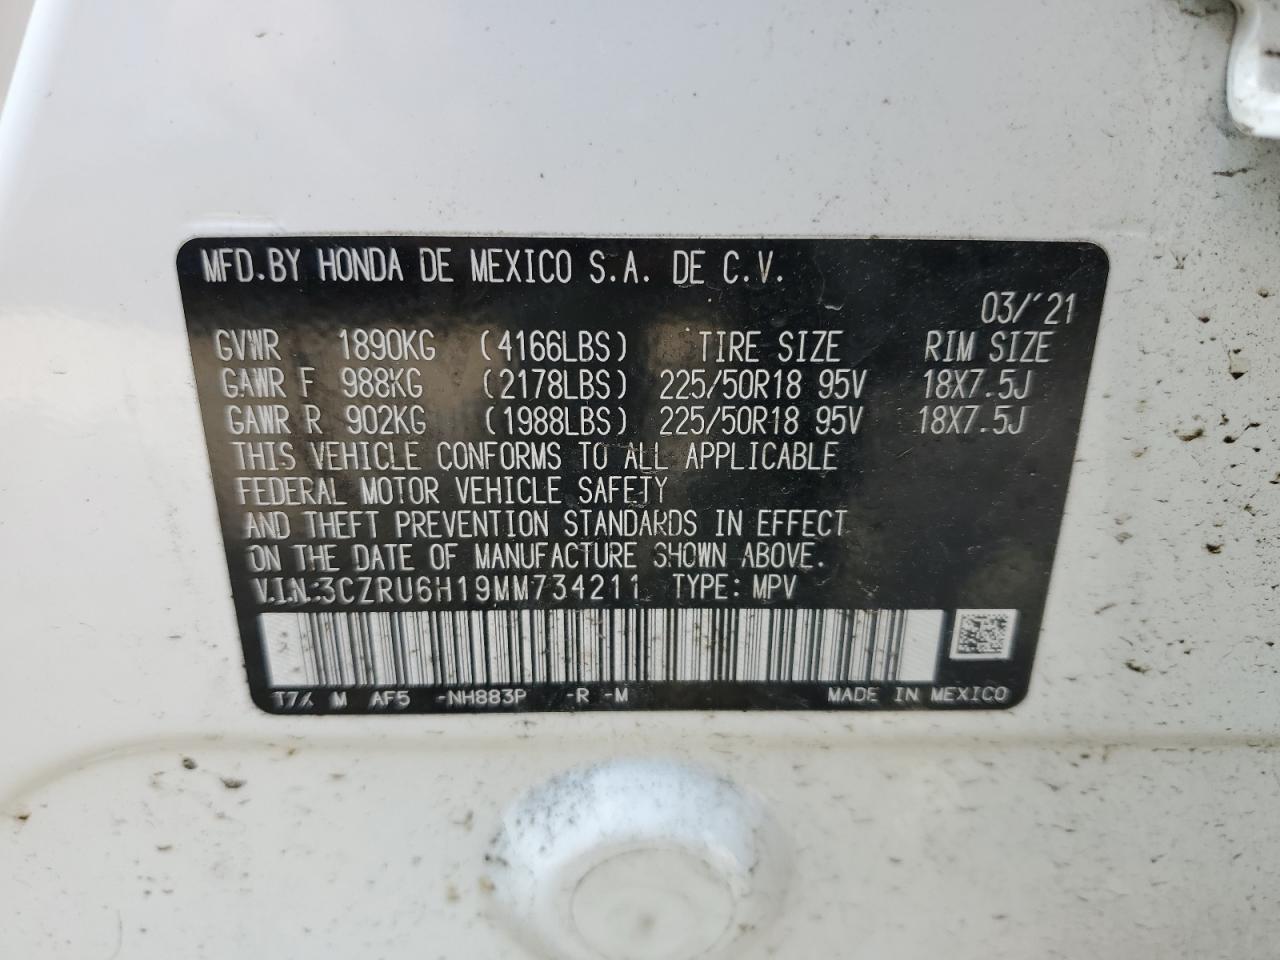 MFD.BY HONDA DE MEXICO S.A. DE C.V.
03/'21
GVWR 1890KG (4166LBS) TIRE SIZE RIM SIZE
GAWR F 988KG (2178LBS) 225/50R18 95V 18X7.5J
GAWR R 902KG (1988LBS) 225/50R18 95V 18X7.5J
THIS VEHICLE CONFORMS TO ALL APPLICABLE
FEDERAL MOTOR VEHICLE SAFETY
AND THEFT PREVENTION STANDARDS IN EFFECT
ON THE DATE OF MANUFACTURE SHOWN ABOVE.
V.I.N:3CZRU6H19MM734211 TYPE: MPV
M AF5 -NH883P -R -M MADE IN MEXICO